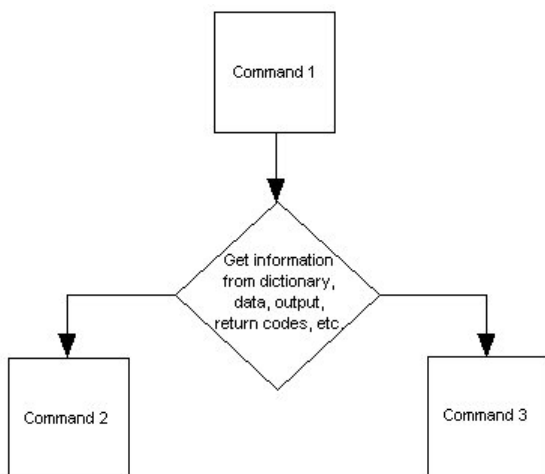 Command 1
Get information
from dictionary,
data, output,
return codes, etc.
Command 2
Command 3